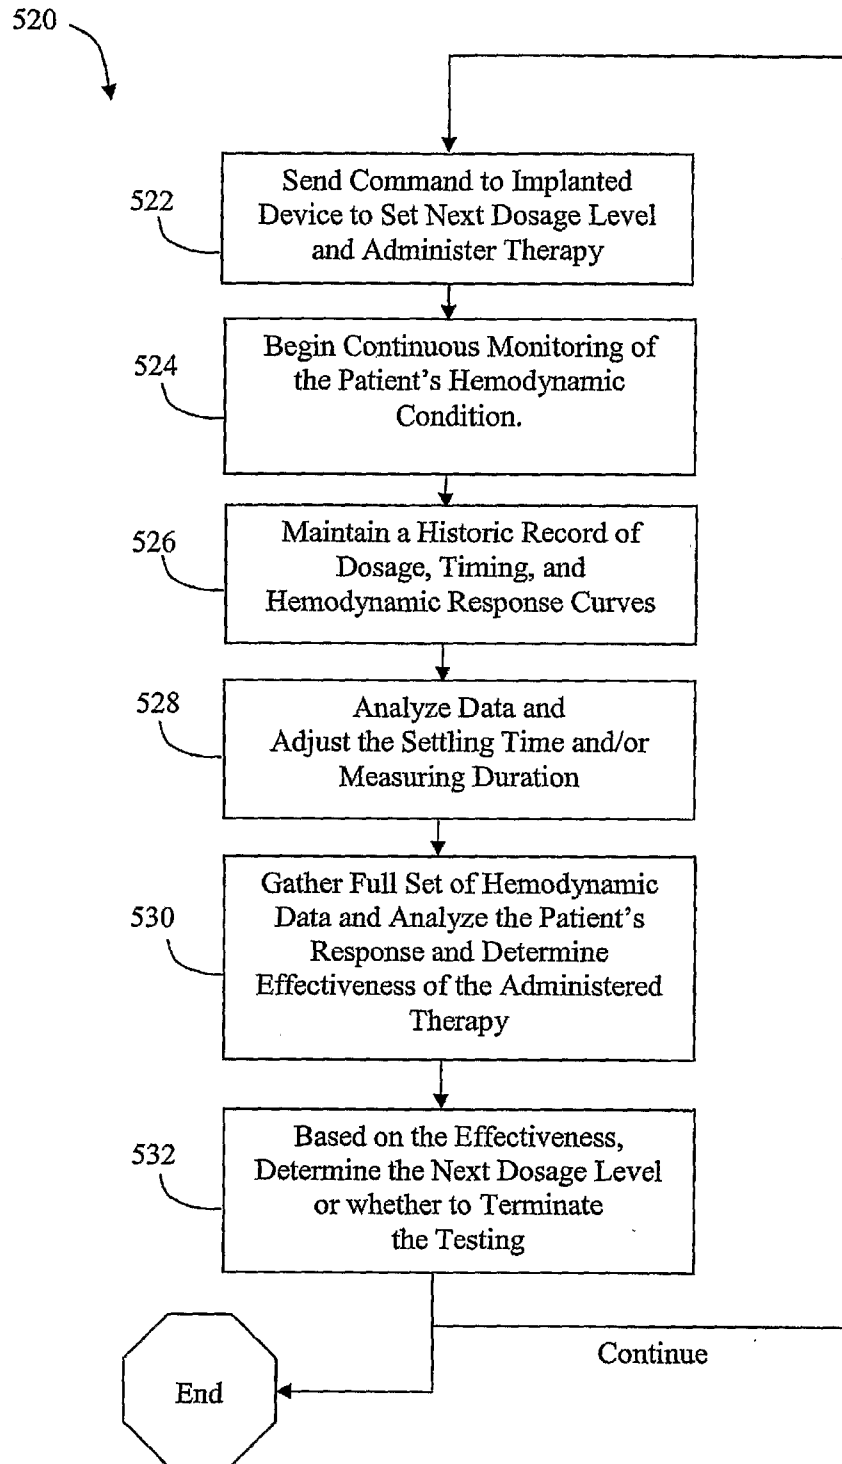 520
522
Send Command to Implanted
Device to Set Next Dosage Level
and Administer Therapy
524
Begin Continuous Monitoring of
the Patient's Hemodynamic
Condition.
526
Maintain a Historic Record of
Dosage, Timing, and
Hemodynamic Response Curves
528
Analyze Data and
Adjust the Settling Time and/or
Measuring Duration
530
Gather Full Set of Hemodynamic
Data and Analyze the Patient's
Response and Determine
Effectiveness of the Administered
Therapy
532
Based on the Effectiveness,
Determine the Next Dosage Level
or whether to Terminate
the Testing
Continue
End